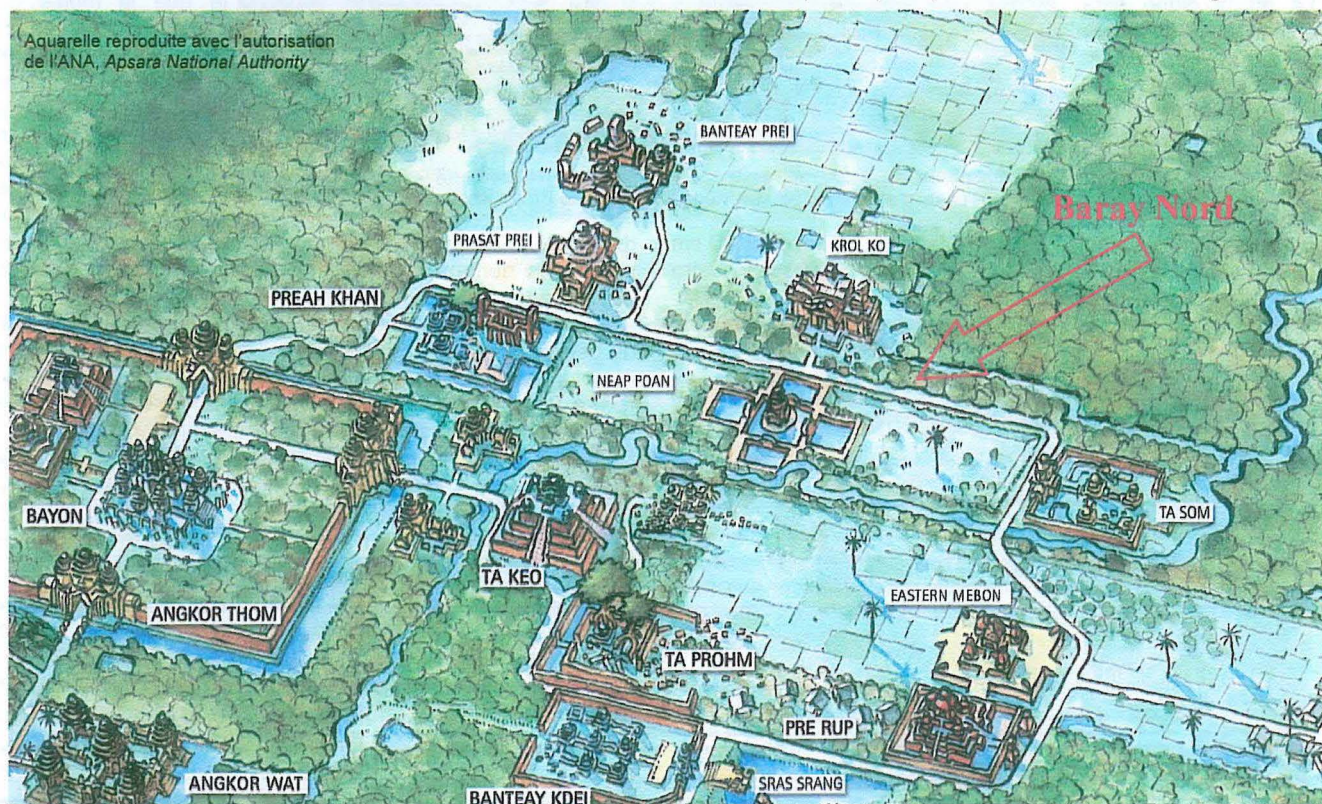 Aquarelle reproduite avec l'autorisation
de l'ANA, Apsara National Authority
BANTEAY PREI
Baray Nord
PRASAT PREI
KROL KO
PREAH KHAN
NEAP POAN
BAYON
TA SOM
TA KEO
ANGKOR THOM
EASTERN MEBON
TA PROHM
PRE RUP
ANGKOR WAT
SRAS SRANG
BANTEAY KDEI